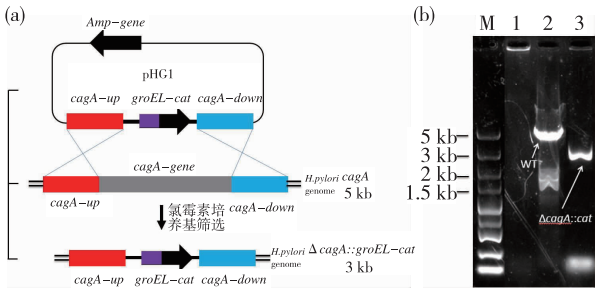 (a)
Amp-gene
pHG1
cagA-up groEL-cat cagA-down
cagA-gene
H.pylori cagA
genome 5 kb
cagA-up cagA-down
氯霉素培
养基筛选
H.pylori ΔcagA::groEL-cat
genome 3 kb
cagA-up groEL-cat cagA-down
(b)
M 1 2 3
5 kb
3 kb
WT
2 kb
1.5 kb
ΔcagA::cat